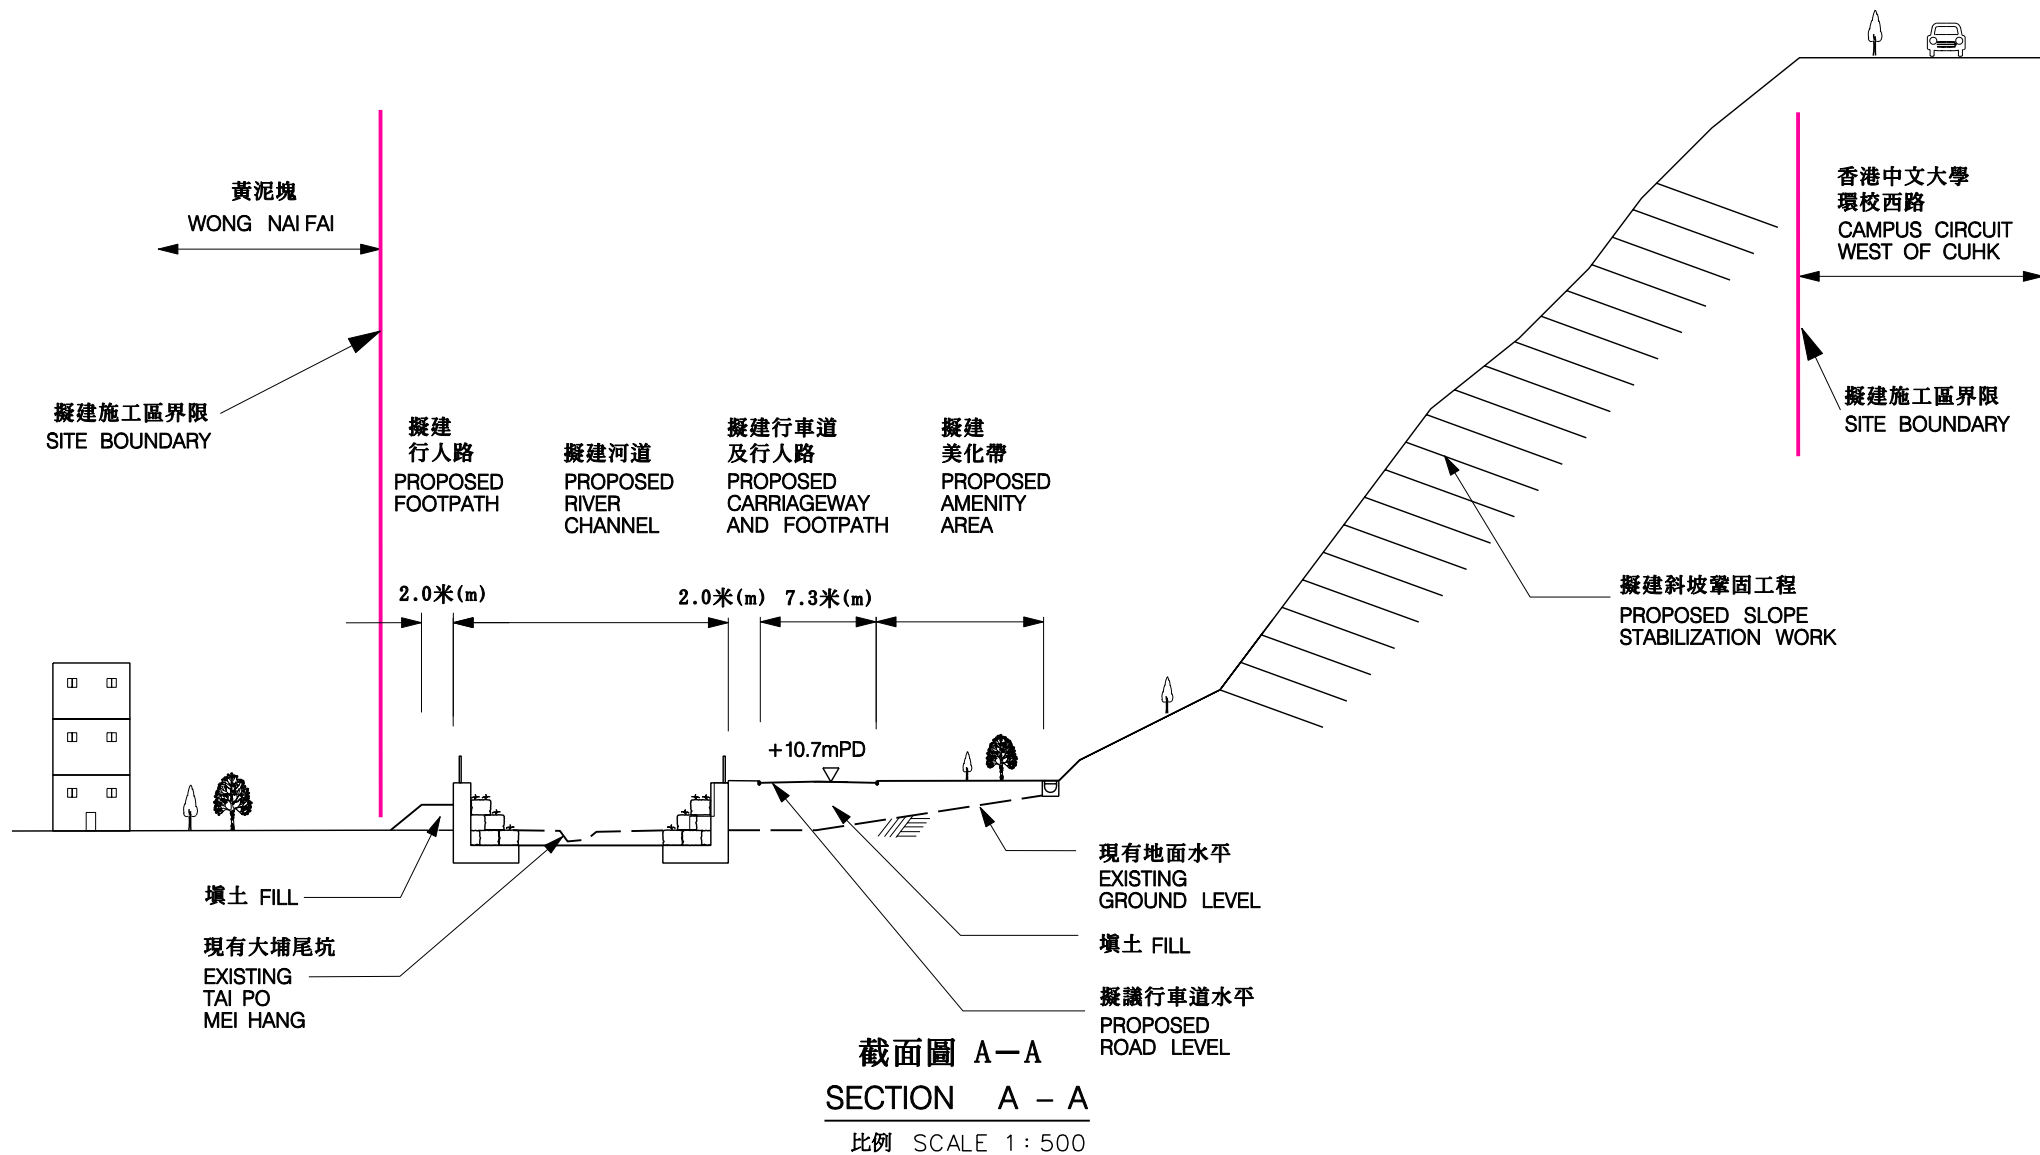 黃泥塊
WONG NAI FAI
香港中文大學
環校西路
CAMPUS CIRCUIT
WEST OF CUHK
擬建施工區界限
SITE BOUNDARY
擬建施工區界限
SITE BOUNDARY
擬建
行人路
PROPOSED
FOOTPATH
擬建河道
PROPOSED
RIVER
CHANNEL
擬建行車道
及行人路
PROPOSED
CARRIAGEWAY
AND FOOTPATH
擬建
美化帶
PROPOSED
AMENITY
AREA
2.0米(m)
2.0米(m)
7.3米(m)
擬建斜坡鞏固工程
PROPOSED SLOPE
STABILIZATION WORK
+10.7mPD
現有地面水平
EXISTING
GROUND LEVEL
填土 FILL
填土 FILL
現有大埔尾坑
EXISTING
TAI PO
MEI HANG
擬議行車道水平
PROPOSED
ROAD LEVEL
截面圖 A－A
SECTION A - A
比例 SCALE 1 : 500